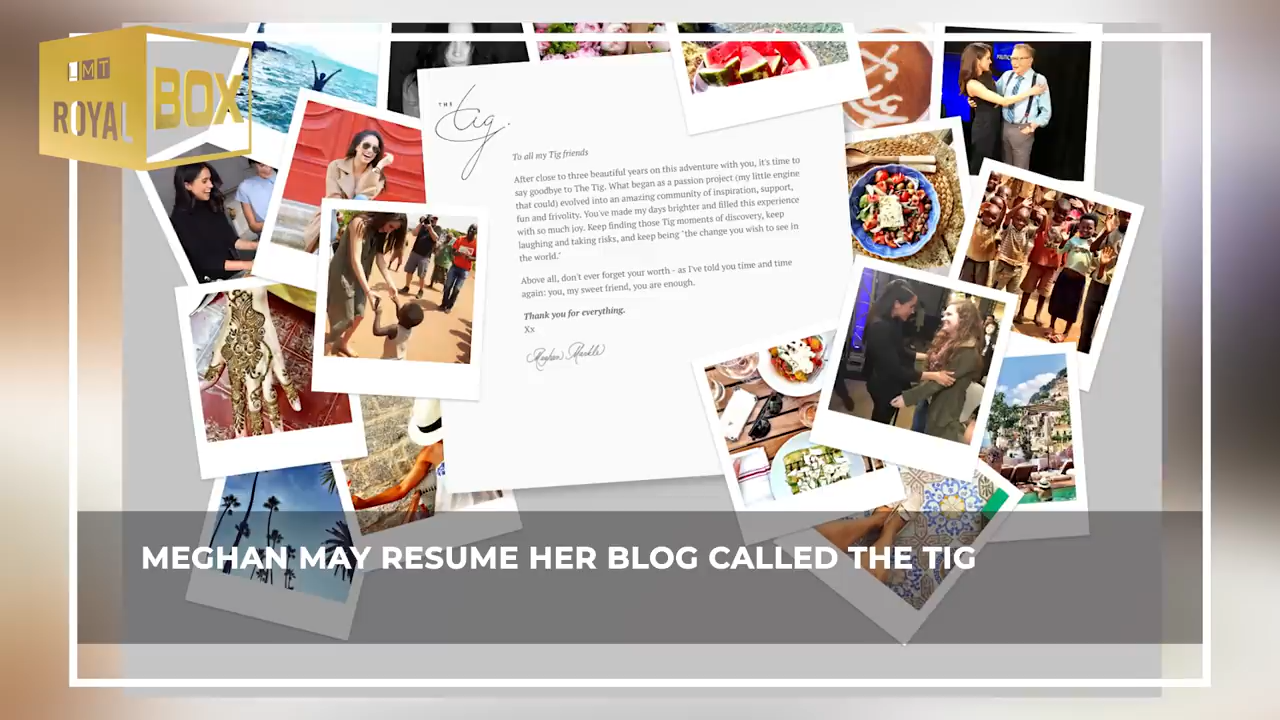 LMT
ROYAL
BOX
THE
tig.
To all my Tig friends
After close to three beautiful years on this adventure with you, it's time to
say goodbye to The Tig. What began as a passion project (my little engine
that could) evolved into an amazing community of inspiration, support,
fun and frivolity. You've made my days brighter and filled this experience
with so much joy. Keep finding those Tig moments of discovery, keep
laughing and taking risks, and keep being "the change you wish to see in
the world."
Above all, don't ever forget your worth - as I've told you time and time
again: you, my sweet friend, you are enough.
Thank you for everything.
Xx
Meghan Markle
MEGHAN MAY RESUME HER BLOG CALLED THE TIG